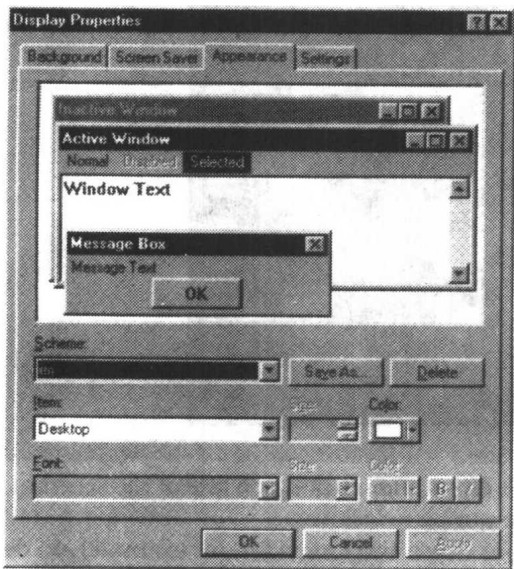 Display Properties
Background Screen Saver Appearance Settings
Inactive Window
Active Window
Normal Disabled Selected
Window Text
Message Box
Message Text
OK
Scheme:
Save As... Delete
Item: Size: Color:
Desktop
Font: Size: Color:
B /
OK Cancel Apply